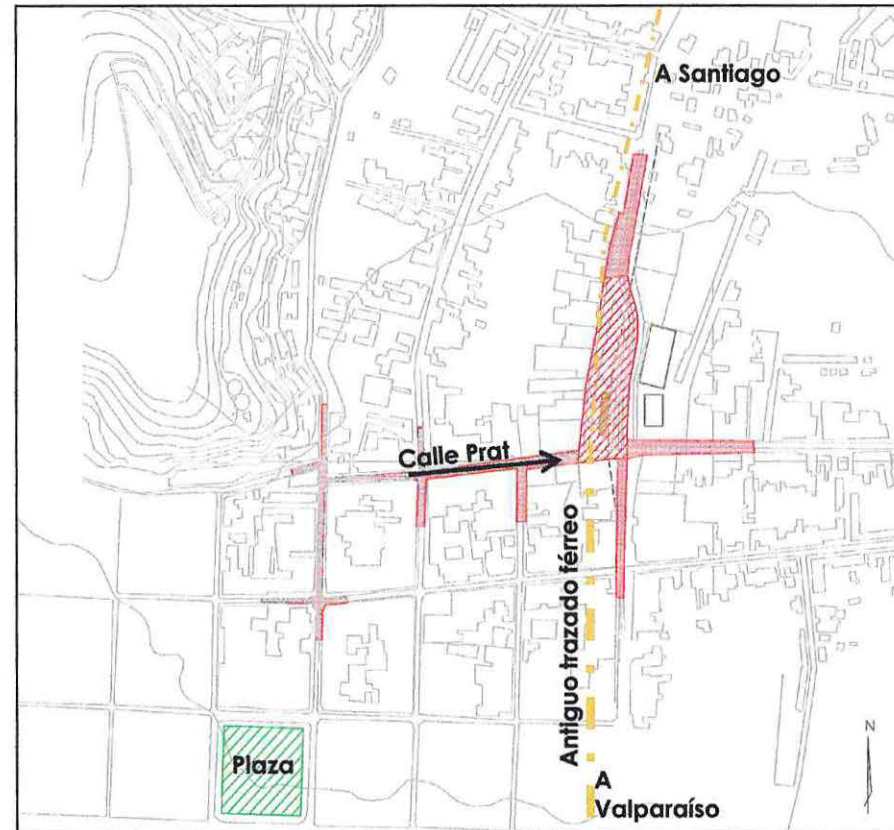 A Santiago
Calle Prat
Antiguo trazado férreo
Plaza
A
Valparaíso
N